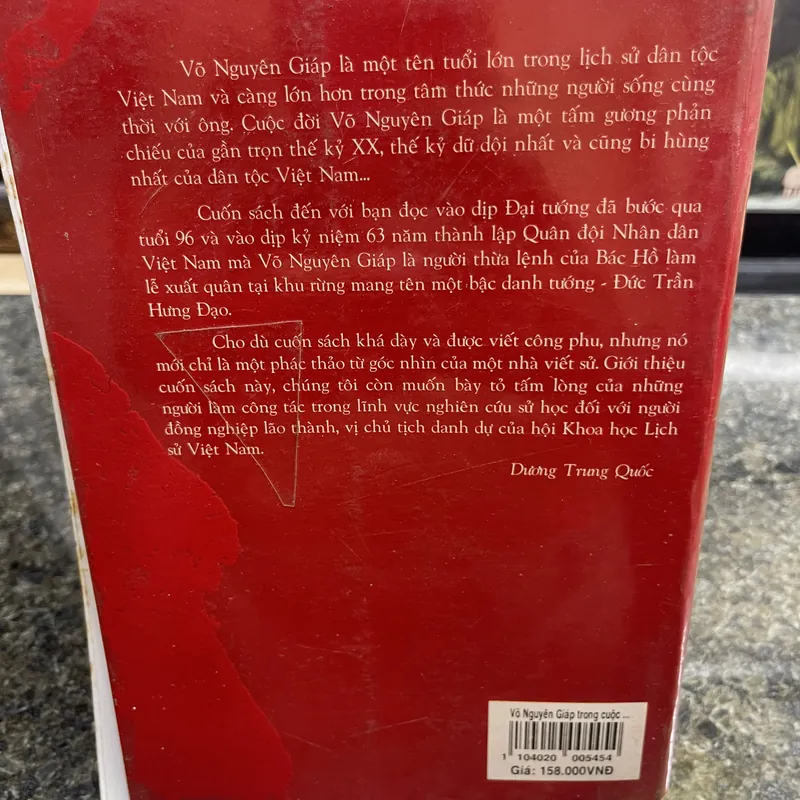 Võ Nguyên Giáp là một tên tuổi lớn trong lịch sử dân tộc
Việt Nam và càng lớn hơn trong tâm thức những người sống cùng
thời với ông. Cuộc đời Võ Nguyên Giáp là một tấm gương phản
chiếu của gần trọn thế kỷ XX, thế kỷ dữ dội nhất và cũng bi hùng
nhất của dân tộc Việt Nam...
Cuốn sách đến với bạn đọc vào dịp Đại tướng đã bước qua
tuổi 96 và vào dịp kỷ niệm 63 năm thành lập Quân đội Nhân dân
Việt Nam mà Võ Nguyên Giáp là người thừa lệnh của Bác Hồ làm
lễ xuất quân tại khu rừng mang tên một bậc danh tướng - Đức Trần
Hưng Đạo.
Cho dù cuốn sách khá dày và được viết công phu, nhưng nó
mới chỉ là một phác thảo từ góc nhìn của một nhà viết sử. Giới thiệu
cuốn sách này, chúng tôi còn muốn bày tỏ tấm lòng của những
người làm công tác trong lĩnh vực nghiên cứu sử học đối với người
đồng nghiệp lão thành, vị chủ tịch danh dự của hội Khoa học Lịch
sử Việt Nam.
Dương Trung Quốc
Võ Nguyên Giáp trong cuộc ...
1 104020 005454
Giá: 158.000VNĐ